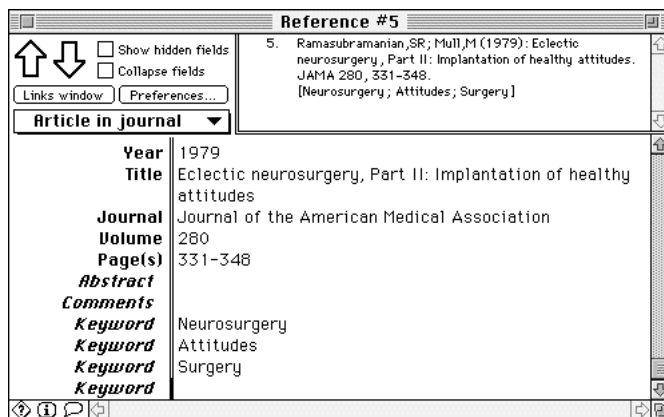 Reference #5
Show hidden fields
Collapse fields
Links window Preferences...
Article in journal
5. Ramasubramanian,SR; Mull,M (1979): Eclectic
neurosurgery, Part II: Implantation of healthy attitudes.
JAMA 280, 331-348.
[Neurosurgery; Attitudes; Surgery]
Year 1979
Title Eclectic neurosurgery, Part II: Implantation of healthy
attitudes
Journal Journal of the American Medical Association
Volume 280
Page(s) 331-348
Abstract
Comments
Keyword Neurosurgery
Keyword Attitudes
Keyword Surgery
Keyword